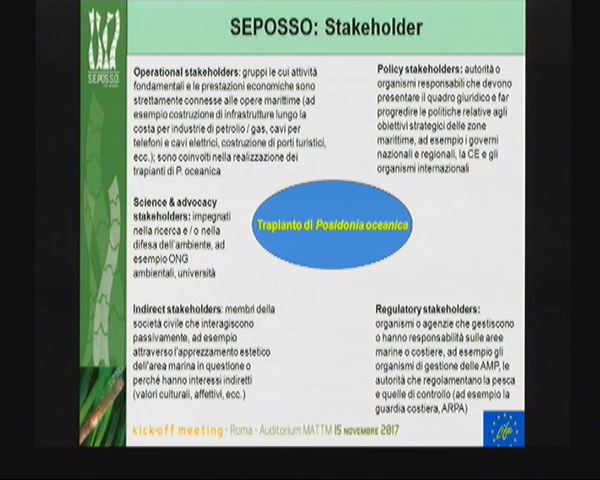 SEPOSSO: Stakeholder
S.E.POS.S.O.
Operational stakeholders: gruppi le cui attività
fondamentali e le prestazioni economiche sono
strettamente connesse alle opere marittime (ad
esempio costruzione di infrastrutture lungo la
costa per industrie di petrolio / gas, cavi per
telefoni e cavi elettrici, costruzione di porti turistici,
ecc.); sono coinvolti nella realizzazione dei
trapianti di P. oceanica
Policy stakeholders: autorità o
organismi responsabili che devono
presentare il quadro giuridico e far
progredire le politiche relative agli
obiettivi strategici delle zone
marittime, ad esempio i governi
nazionali e regionali, la CE e gli
organismi internazionali
Science & advocacy
stakeholders: impegnati
nella ricerca e / o nella
difesa dell'ambiente, ad
esempio ONG
ambientali, università
Trapianto di Posidonia oceanica
Indirect stakeholders: membri della
società civile che interagiscono
passivamente, ad esempio
attraverso l'apprezzamento estetico
dell'area marina in questione o
perché hanno interessi indiretti
(valori culturali, affettivi, ecc.)
Regulatory stakeholders:
organismi o agenzie che gestiscono
o hanno responsabilità sulle aree
marine o costiere, ad esempio gli
organismi di gestione delle AMP, le
autorità che regolamentano la pesca
e quelle di controllo (ad esempio la
guardia costiera, ARPA)
kick-off meeting - Roma - Auditorium MATTM 15 NOVEMBRE 2017
Life